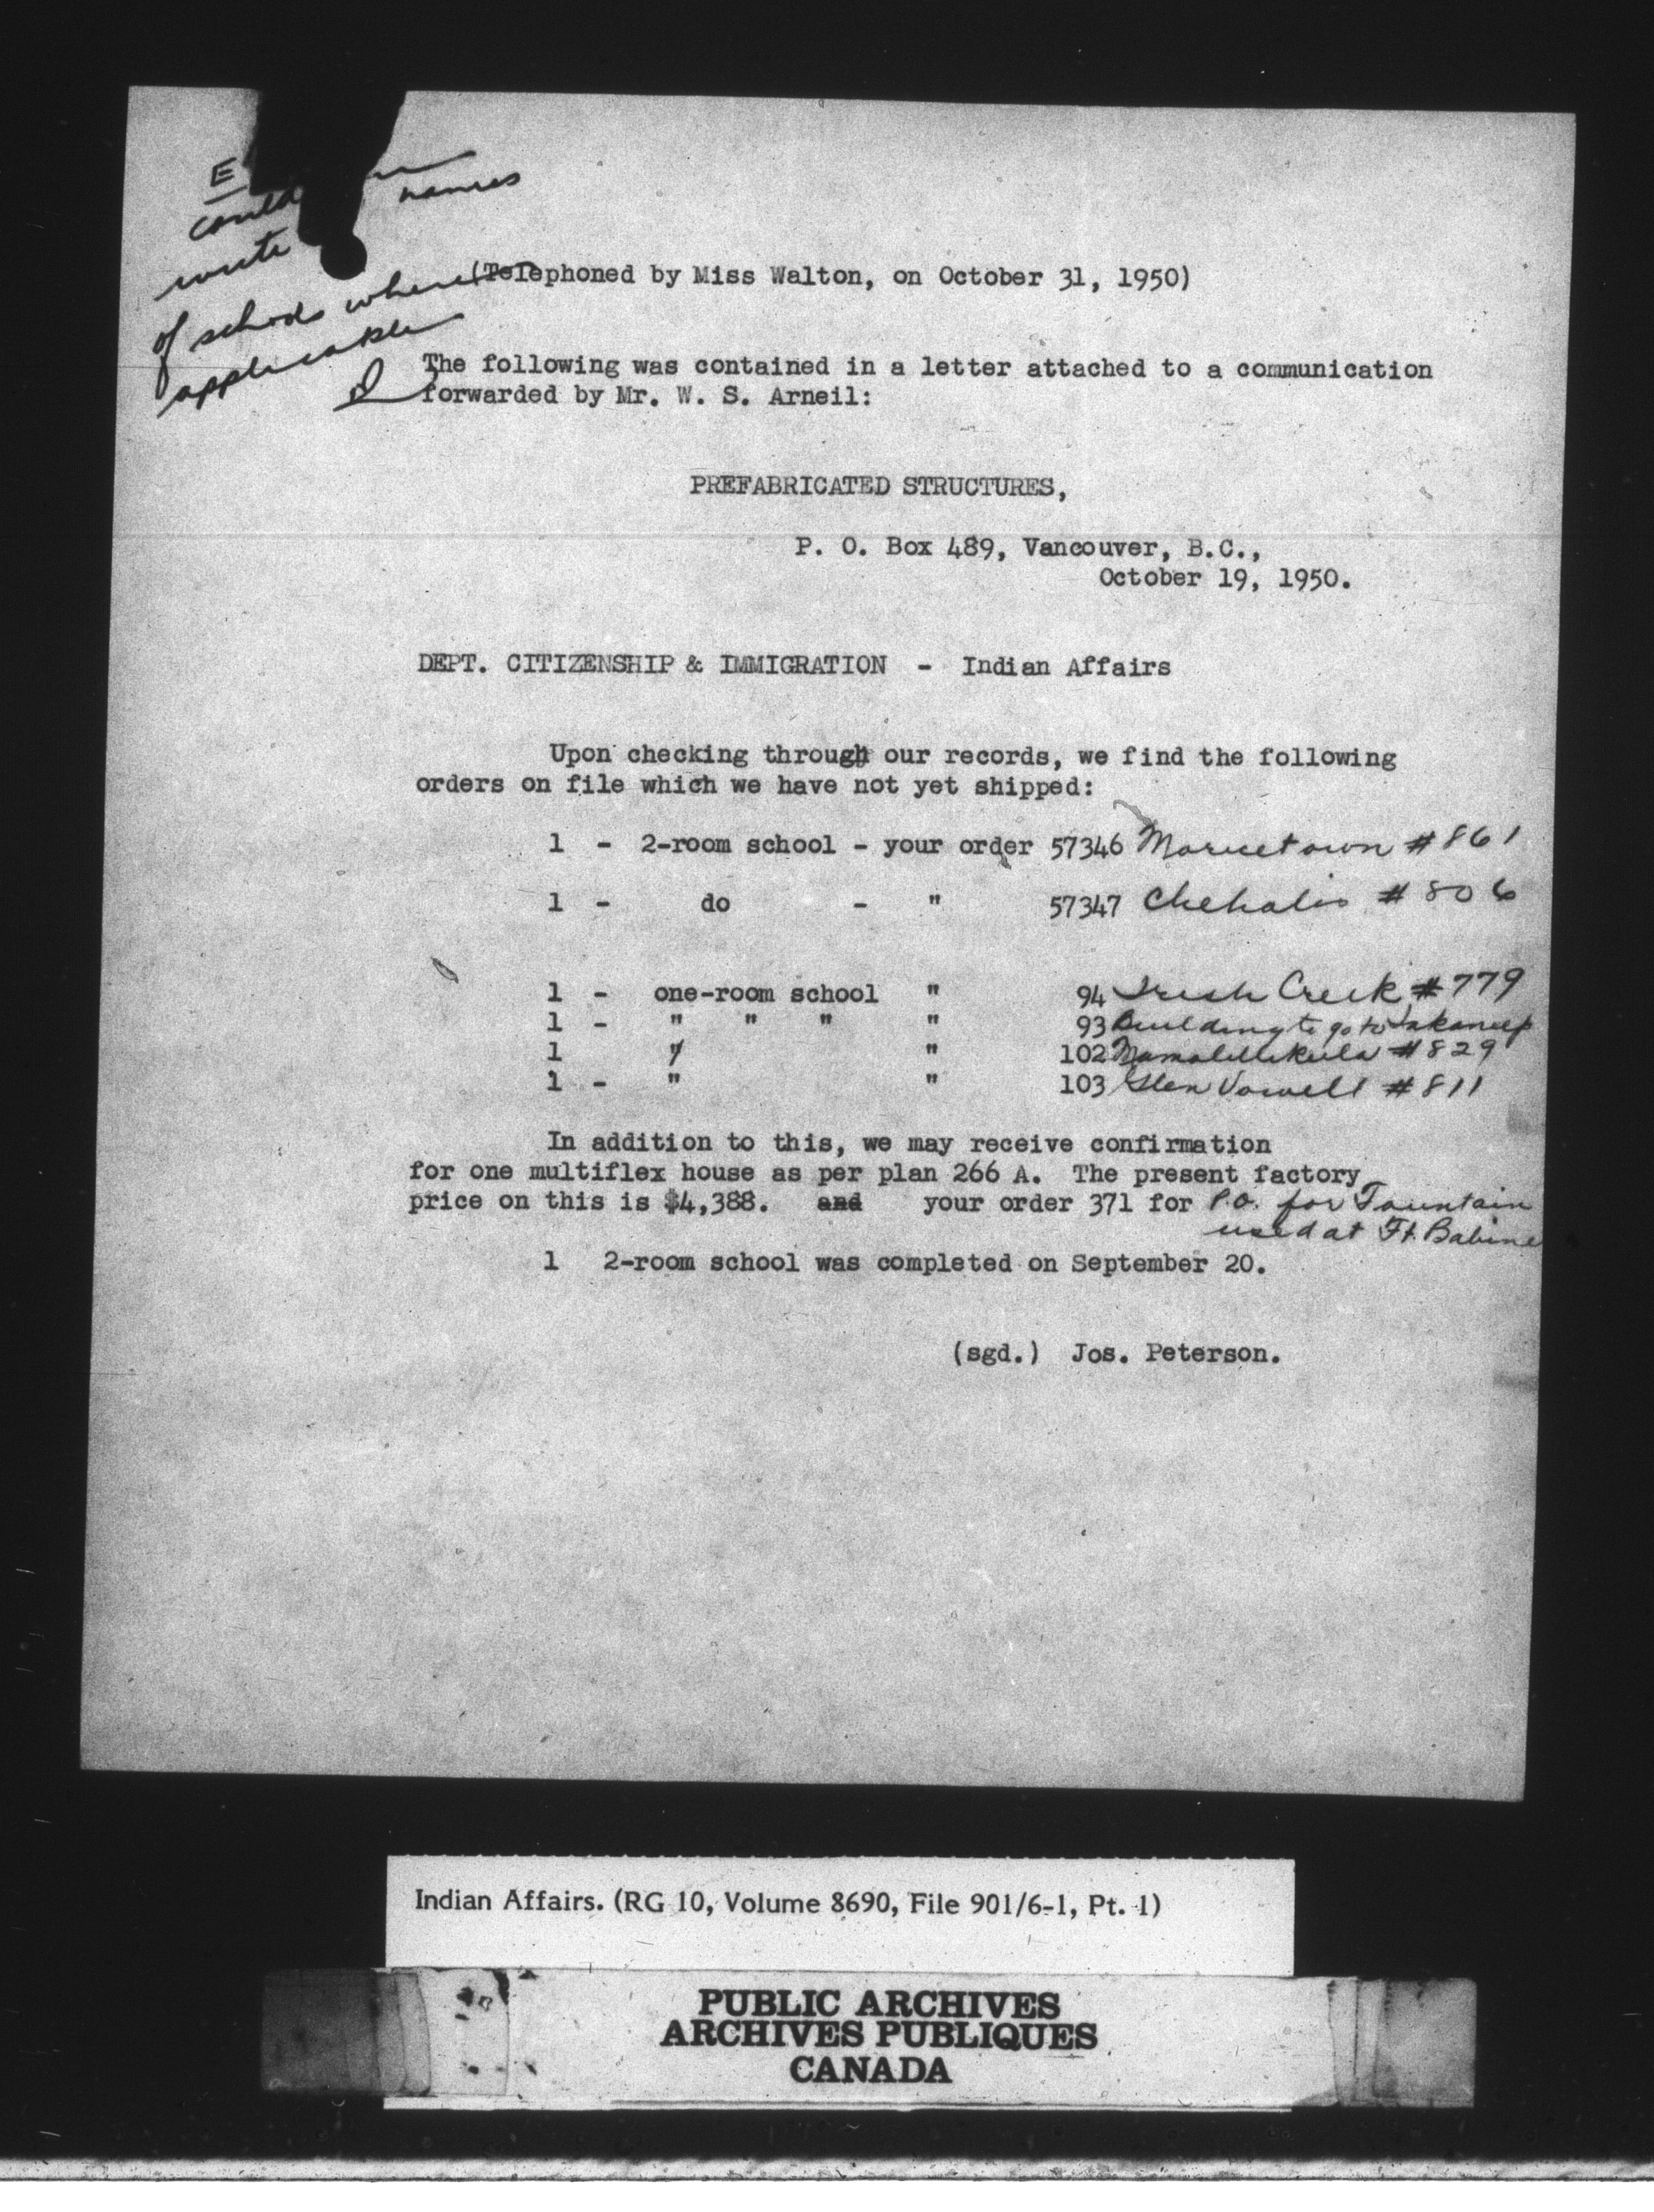 E
could names
write
of schools where
applicable
(Telephoned by Miss Walton, on October 31, 1950)
The following was contained in a letter attached to a communication
forwarded by Mr. W. S. Arneil:
PREFABRICATED STRUCTURES,
P. O. Box 489, Vancouver, B.C.,
October 19, 1950.
DEPT. CITIZENSHIP & IMMIGRATION - Indian Affairs
Upon checking through our records, we find the following
orders on file which we have not yet shipped:
1 - 2-room school - your order 57346 Moricetown #861
1 - do - " 57347 Chehalis #806
1 - one-room school " 94 Irish Creek #779
1 - " " " " 93 Building to go to Inkameep
1 " " 102 Mamalillikulla #829
1 - " " 103 Glen Vowell #811
In addition to this, we may receive confirmation
for one multiflex house as per plan 266 A. The present factory
price on this is $4,388. and your order 371 for P.O. for Fountain
used at Ft. Babine
1 2-room school was completed on September 20.
(sgd.) Jos. Peterson.
Indian Affairs. (RG 10, Volume 8690, File 901/6-1, Pt. 1)
PUBLIC ARCHIVES
ARCHIVES PUBLIQUES
CANADA